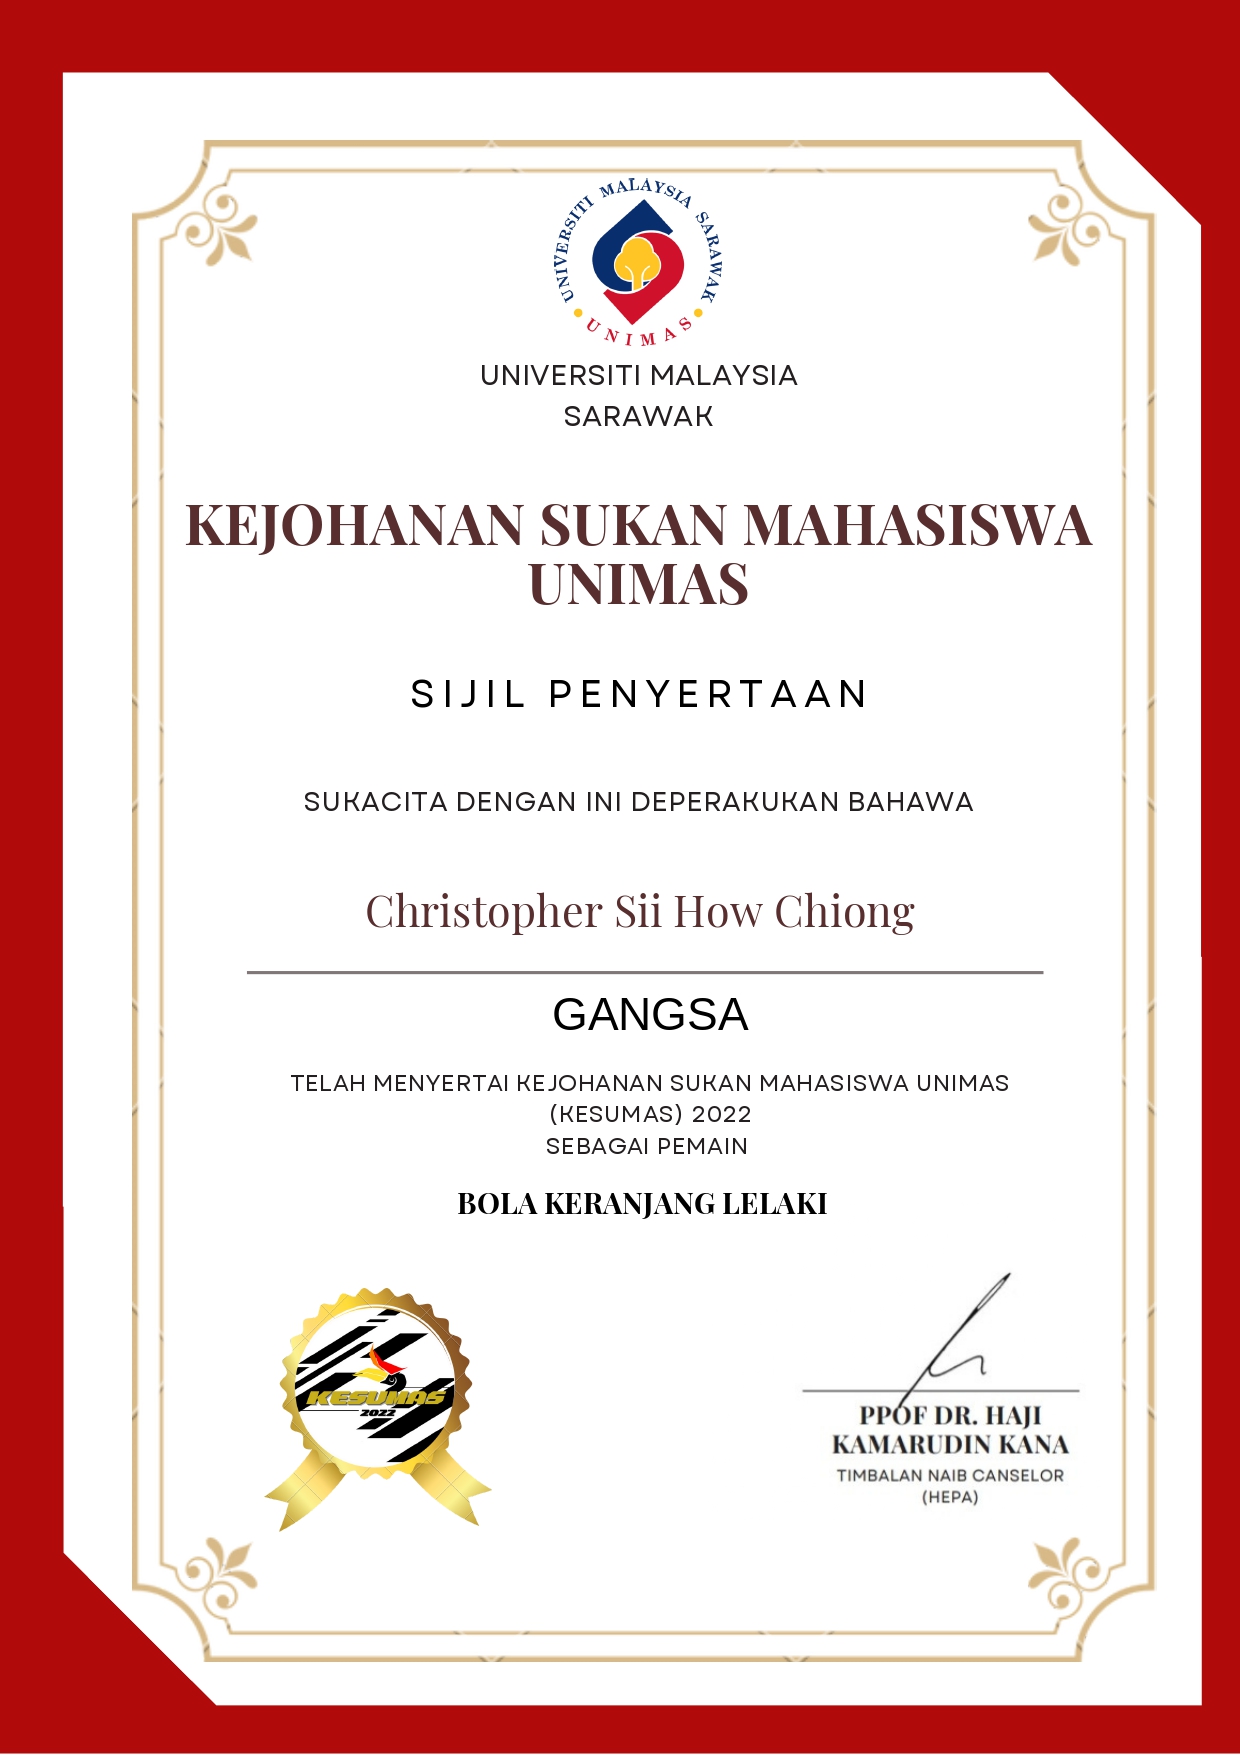 UNIVERSITI MALAYSIA SARAWAK
UNIMAS
UNIVERSITI MALAYSIA
SARAWAK
KEJOHANAN SUKAN MAHASISWA
UNIMAS
SIJIL PENYERTAAN
SUKACITA DENGAN INI DEPERAKUKAN BAHAWA
Christopher Sii How Chiong
GANGSA
TELAH MENYERTAI KEJOHANAN SUKAN MAHASISWA UNIMAS
(KESUMAS) 2022
SEBAGAI PEMAIN
BOLA KERANJANG LELAKI
KESUMAS
2022
PPOF DR. HAJI
KAMARUDIN KANA
TIMBALAN NAIB CANSELOR
(HEPA)